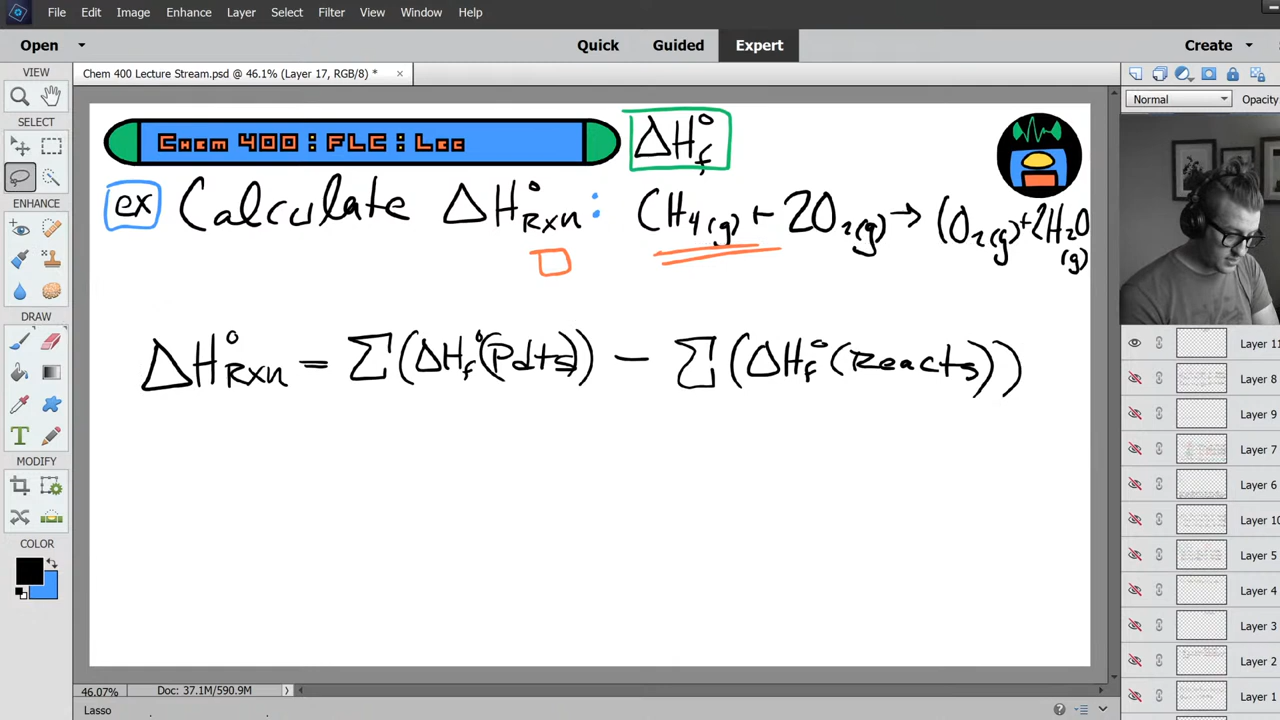 File Edit Image Enhance Layer Select Filter View Window Help
Open Quick Guided Expert Create
Chem 400 Lecture Stream.psd @ 46.1% (Layer 17, RGB/8) * ×
VIEW
SELECT
ENHANCE
DRAW
MODIFY
COLOR
Chem 400 : FLC : Lec
ΔH°f
ex Calculate ΔH°Rxn : CH4(g) + 2O2(g) → CO2(g) + 2H2O(g)
ΔH°Rxn = Σ(ΔH°f(Pdts)) – Σ(ΔH°f(Reacts))
Normal Opacity
Layer 11
Layer 8
Layer 9
Layer 7
Layer 6
Layer 10
Layer 5
Layer 4
Layer 3
Layer 2
Layer 1
46.07% Doc: 37.1M/590.9M
Lasso